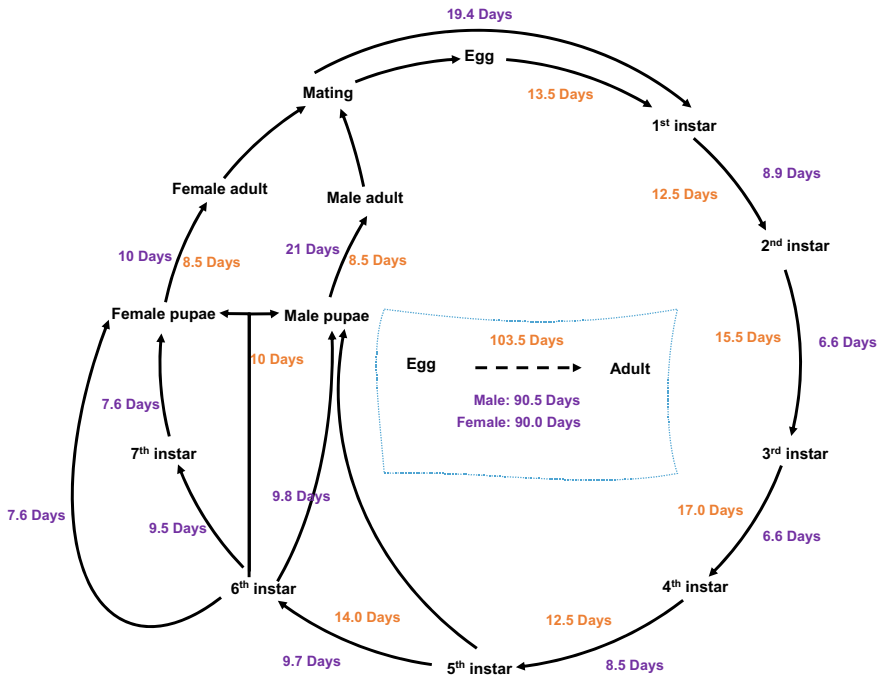 19.4 Days
Egg
Mating
13.5 Days
1st instar
8.9 Days
Female adult
Male adult
12.5 Days
2nd instar
10 Days
8.5 Days
21 Days
8.5 Days
Female pupae
Male pupae
15.5 Days
6.6 Days
10 Days
103.5 Days
Egg
Adult
Male: 90.5 Days
Female: 90.0 Days
7.6 Days
7th instar
3rd instar
9.8 Days
17.0 Days
7.6 Days
9.5 Days
6.6 Days
6th instar
4th instar
14.0 Days
12.5 Days
9.7 Days
5th instar
8.5 Days